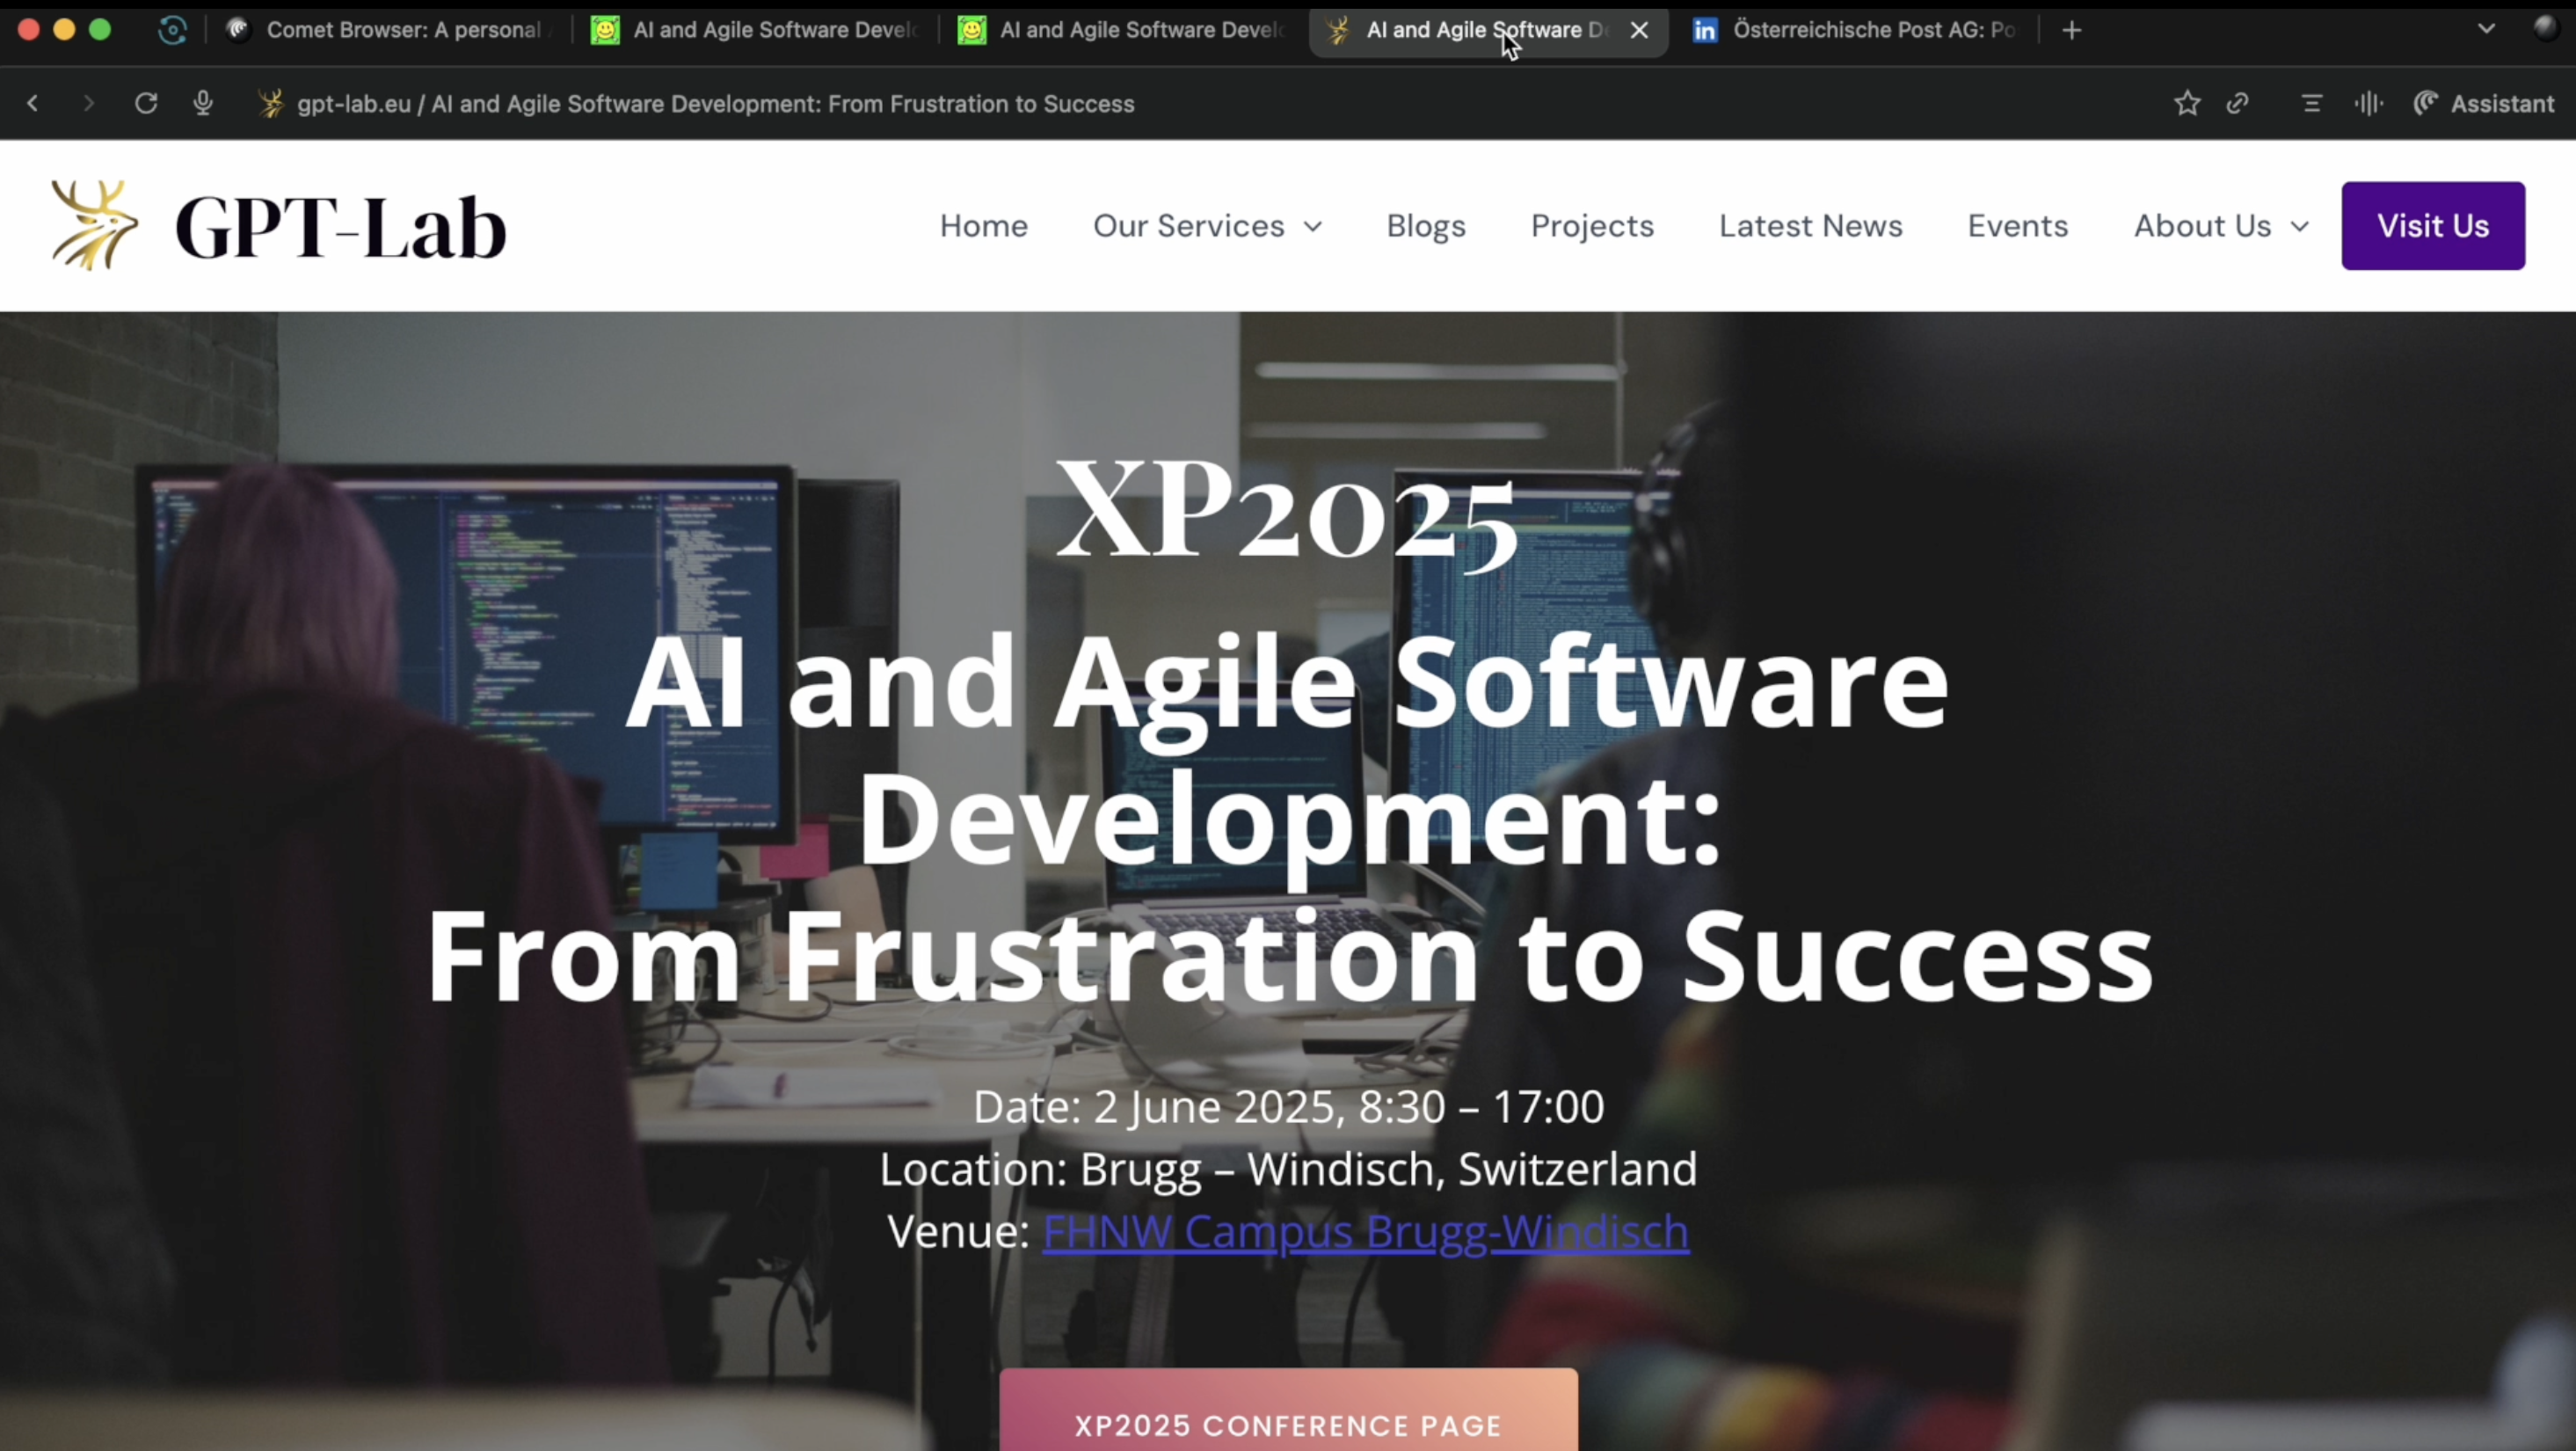 Comet Browser: A personal
AI and Agile Software Devel
AI and Agile Software Devel
AI and Agile Software D
Österreichische Post AG: Po
gpt-lab.eu / AI and Agile Software Development: From Frustration to Success
Assistant
GPT-Lab
Home
Our Services
Blogs
Projects
Latest News
Events
About Us
Visit Us
XP2025
AI and Agile Software
Development:
From Frustration to Success
Date: 2 June 2025, 8:30 – 17:00
Location: Brugg – Windisch, Switzerland
Venue: FHNW Campus Brugg-Windisch
XP2025 CONFERENCE PAGE